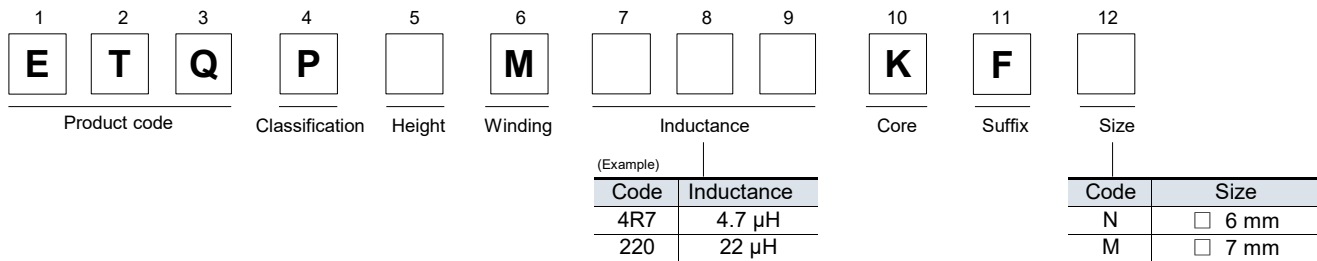 1 2 3 4 5 6 7 8 9 10 11 12
E T Q P M K F
Product code Classification Height Winding Inductance Core Suffix Size
(Example)
Code Inductance Code Size
4R7 4.7 µH N □ 6 mm
220 22 µH M □ 7 mm